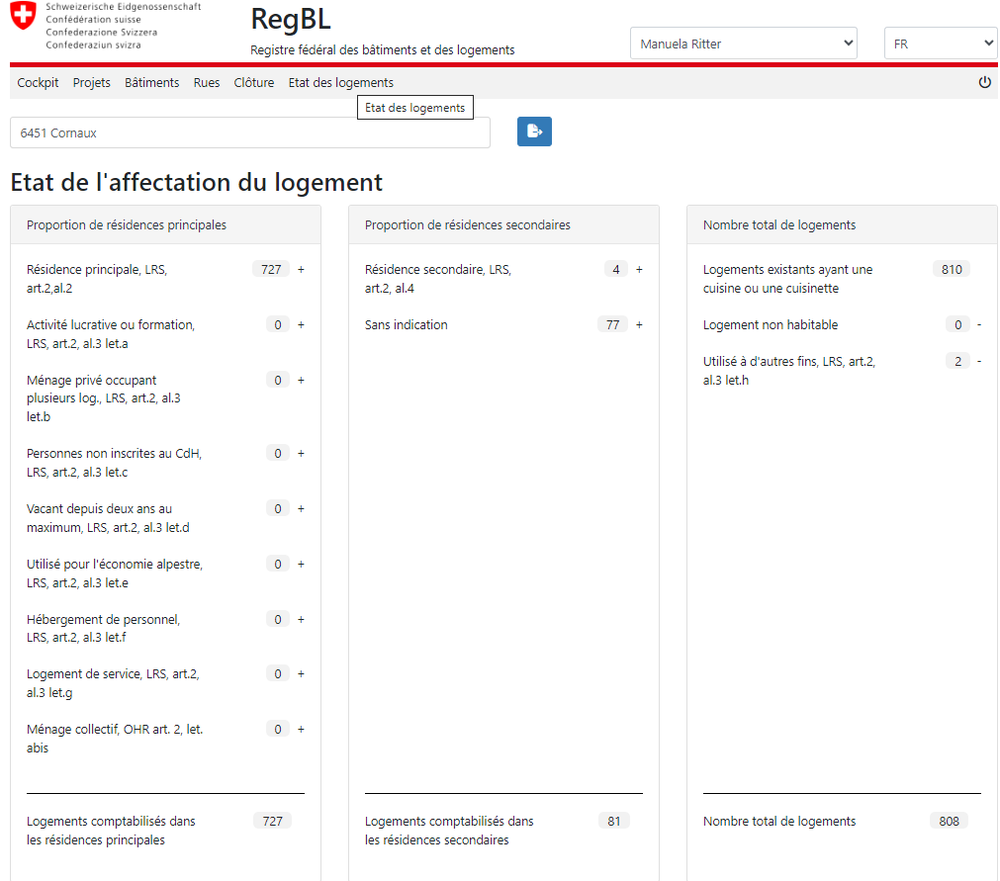 Schweizerische Eidgenossenschaft
Confédération suisse
Confederazione Svizzera
Confederaziun svizra
RegBL
Registre fédéral des bâtiments et des logements
Manuela Ritter
FR
Cockpit Projets Bâtiments Rues Clôture Etat des logements
Etat des logements
6451 Cornaux
Etat de l'affectation du logement
Proportion de résidences principales
Résidence principale, LRS, 727 +
art.2,al.2
Activité lucrative ou formation, 0 +
LRS, art.2, al.3 let.a
Ménage privé occupant 0 +
plusieurs log., LRS, art.2, al.3
let.b
Personnes non inscrites au CdH, 0 +
LRS, art.2, al.3 let.c
Vacant depuis deux ans au 0 +
maximum, LRS, art.2, al.3 let.d
Utilisé pour l'économie alpestre, 0 +
LRS, art.2, al.3 let.e
Hébergement de personnel, 0 +
LRS, art.2, al.3 let.f
Logement de service, LRS, art.2, 0 +
al.3 let.g
Ménage collectif, OHR art. 2, let. 0 +
abis
Logements comptabilisés dans 727
les résidences principales
Proportion de résidences secondaires
Résidence secondaire, LRS, 4 +
art.2, al.4
Sans indication 77 +
Logements comptabilisés dans 81
les résidences secondaires
Nombre total de logements
Logements existants ayant une 810
cuisine ou une cuisinette
Logement non habitable 0 -
Utilisé à d'autres fins, LRS, art.2, 2 -
al.3 let.h
Nombre total de logements 808